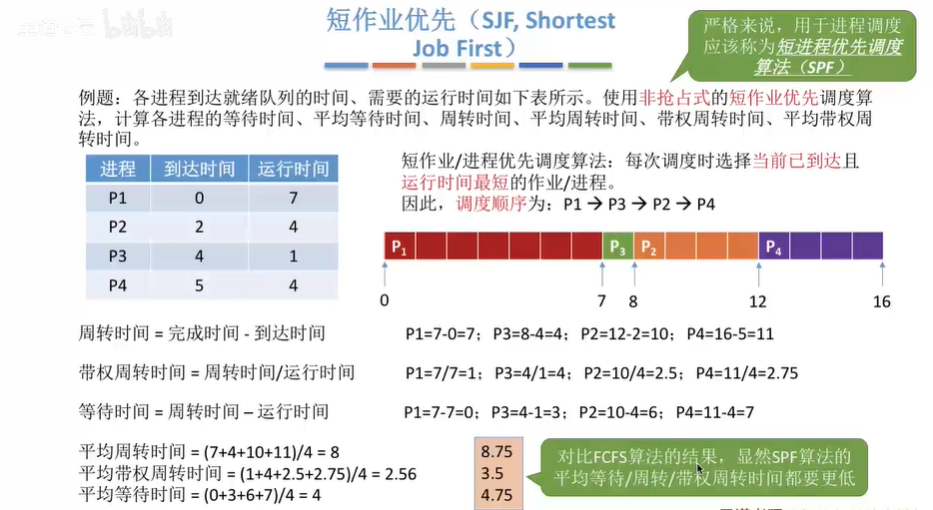 短作业优先（SJF, Shortest
Job First）
严格来说，用于进程调度
应该称为短进程优先调度
算法（SPF）
例题：各进程到达就绪队列的时间、需要的运行时间如下表所示。使用非抢占式的短作业优先调度算
法，计算各进程的等待时间、平均等待时间、周转时间、平均周转时间、带权周转时间、平均带权周
转时间。
进程 到达时间 运行时间
P1 0 7
P2 2 4
P3 4 1
P4 5 4
短作业/进程优先调度算法：每次调度时选择当前已到达且
运行时间最短的作业/进程。
因此，调度顺序为：P1 → P3 → P2 → P4
P1 P3 P2 P4
0 7 8 12 16
周转时间 = 完成时间 - 到达时间 P1=7-0=7；P3=8-4=4；P2=12-2=10；P4=16-5=11
带权周转时间 = 周转时间/运行时间 P1=7/7=1；P3=4/1=4；P2=10/4=2.5；P4=11/4=2.75
等待时间 = 周转时间 – 运行时间 P1=7-7=0；P3=4-1=3；P2=10-4=6；P4=11-4=7
平均周转时间 = (7+4+10+11)/4 = 8
平均带权周转时间 = (1+4+2.5+2.75)/4 = 2.56
平均等待时间 = (0+3+6+7)/4 = 4
8.75
3.5
4.75
对比FCFS算法的结果，显然SPF算法的
平均等待/周转/带权周转时间都要更低